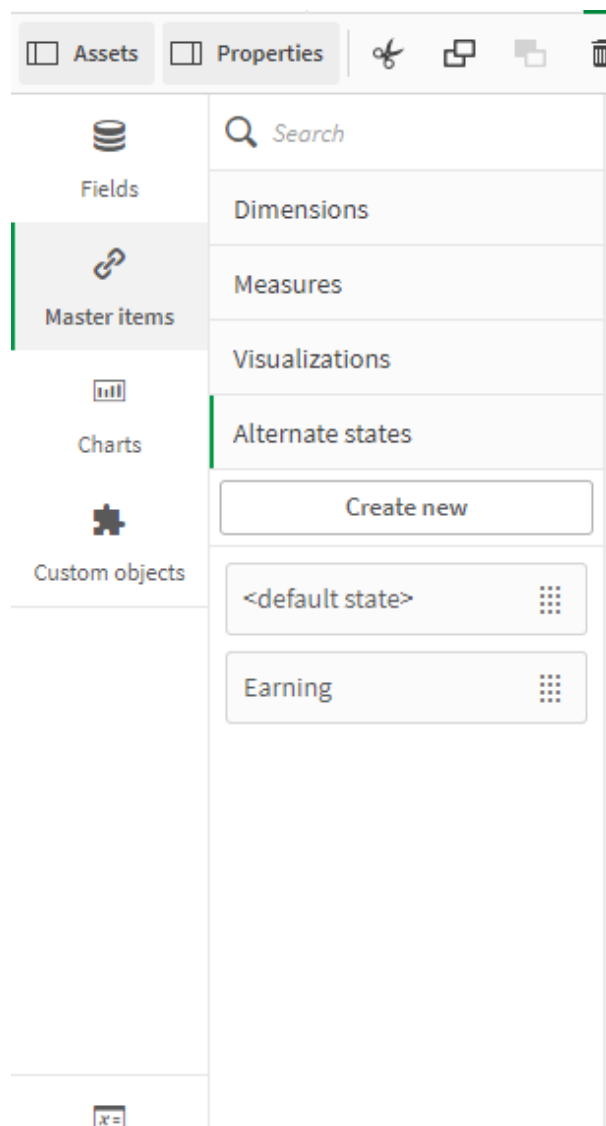 Assets Properties
Fields
Master items
Charts
Custom objects
Search
Dimensions
Measures
Visualizations
Alternate states
Create new
<default state>
Earning
x=